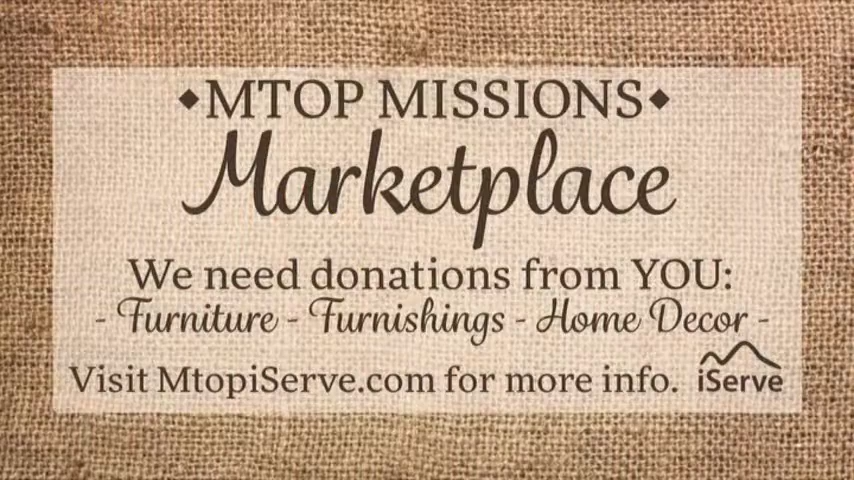 ◆MTOP MISSIONS◆
Marketplace
We need donations from YOU:
- Furniture - Furnishings - Home Decor -
Visit MtopiServe.com for more info.
iServe